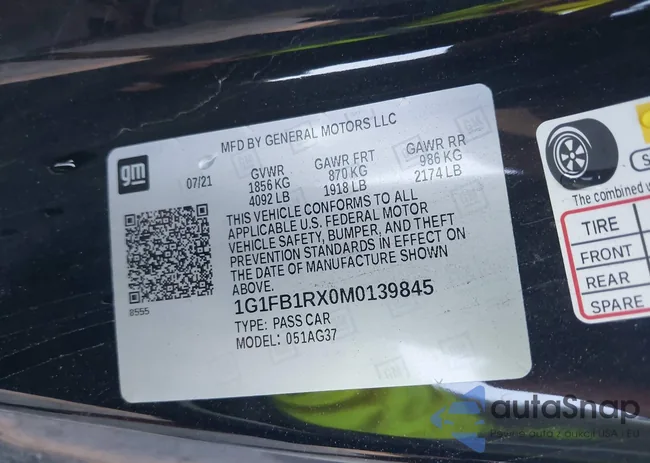 MFD BY GENERAL MOTORS LLC
gm
07/21
GVWR GAWR FRT GAWR RR
1856 KG 870 KG 986 KG
4092 LB 1918 LB 2174 LB
THIS VEHICLE CONFORMS TO ALL
APPLICABLE U.S. FEDERAL MOTOR
VEHICLE SAFETY, BUMPER, AND THEFT
PREVENTION STANDARDS IN EFFECT ON
THE DATE OF MANUFACTURE SHOWN
ABOVE.
8555
1G1FB1RX0M0139845
TYPE: PASS CAR
MODEL: 051AG37
The combined w
TIRE
FRONT
REAR
SPARE
autaSnap